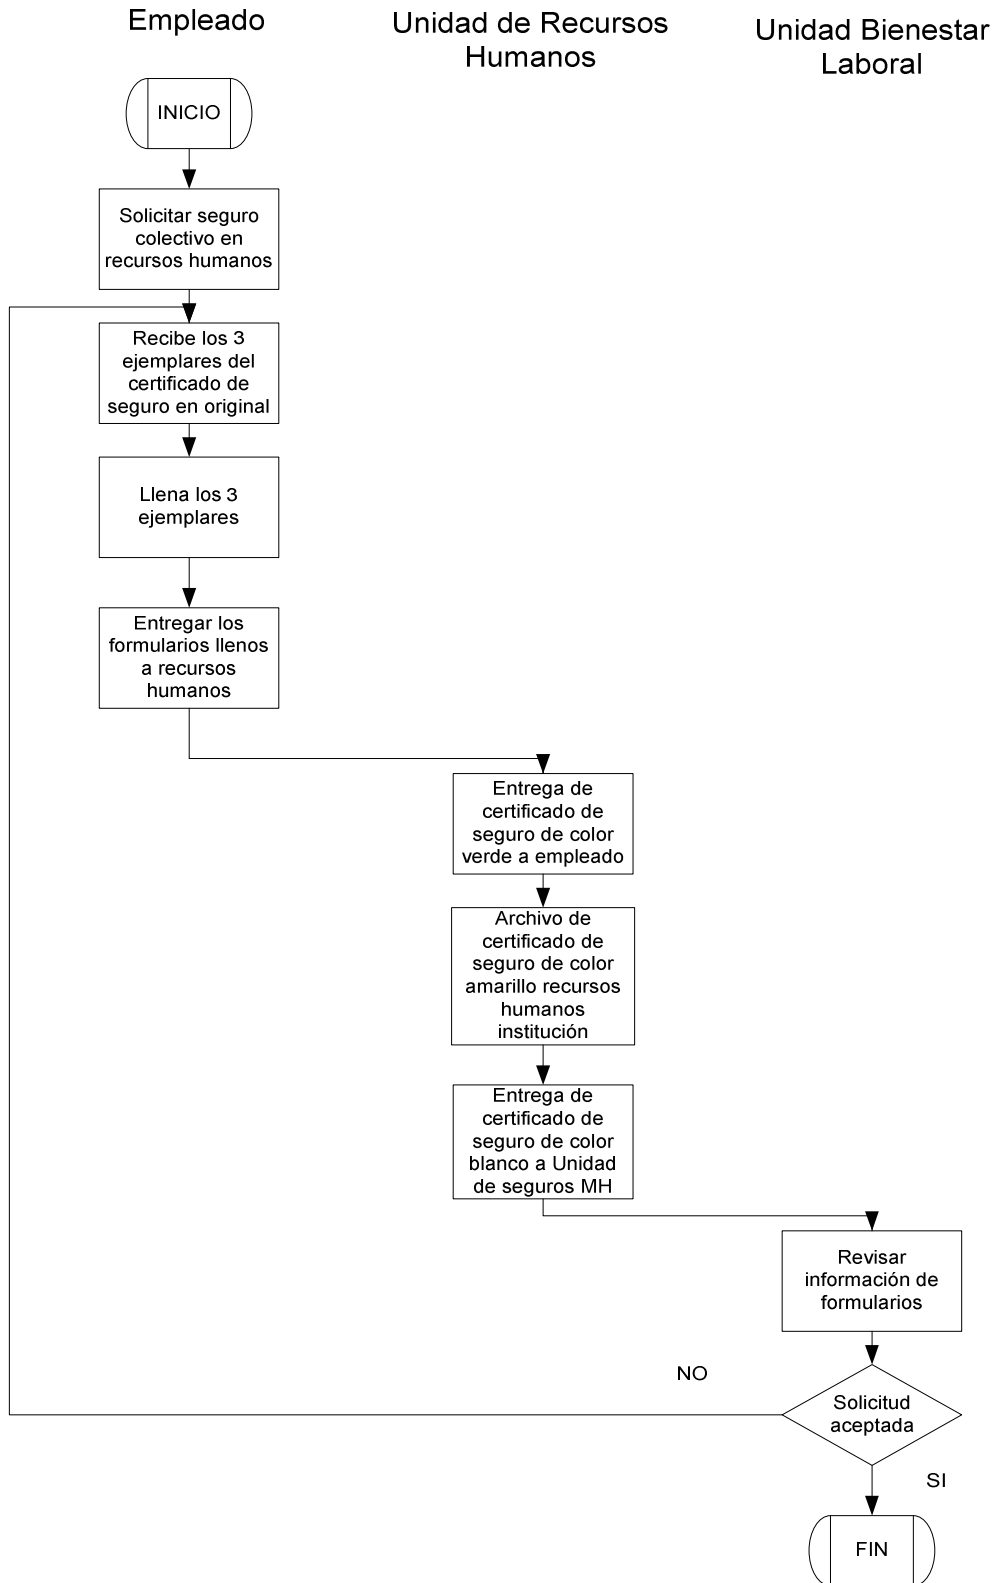 Empleado
Unidad de Recursos
Humanos
Unidad Bienestar
Laboral
INICIO
Solicitar seguro
colectivo en
recursos humanos
Recibe los 3
ejemplares del
certificado de
seguro en original
Llena los 3
ejemplares
Entregar los
formularios llenos
a recursos
humanos
Entrega de
certificado de
seguro de color
verde a empleado
Archivo de
certificado de
seguro de color
amarillo recursos
humanos
institución
Entrega de
certificado de
seguro de color
blanco a Unidad
de seguros MH
Revisar
información de
formularios
NO
Solicitud
aceptada
SI
FIN